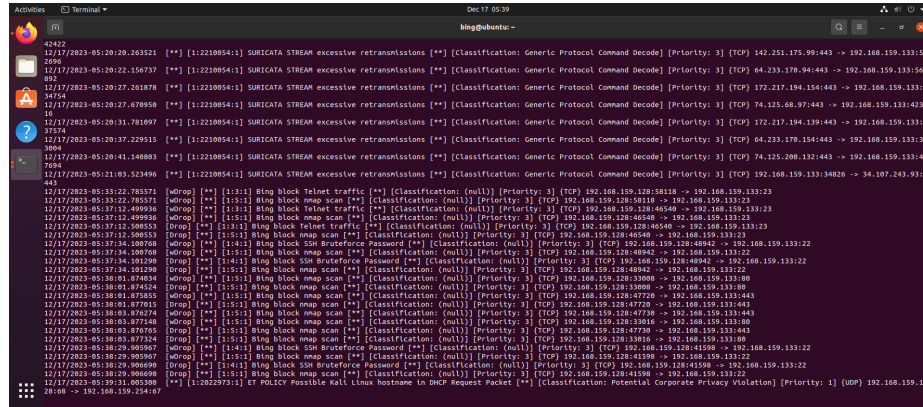 Activities
Terminal
Dec 17 05:39
bing@ubuntu: ~
42422
12/17/2023-05:20:20.263521 [**] [1:2210054:1] SURICATA STREAM excessive retransmissions [**] [Classification: Generic Protocol Command Decode] [Priority: 3] {TCP} 142.251.175.99:443 -> 192.168.159.133:5
2696
12/17/2023-05:20:22.156737 [**] [1:2210054:1] SURICATA STREAM excessive retransmissions [**] [Classification: Generic Protocol Command Decode] [Priority: 3] {TCP} 64.233.170.94:443 -> 192.168.159.133:56
892
12/17/2023-05:20:27.261878 [**] [1:2210054:1] SURICATA STREAM excessive retransmissions [**] [Classification: Generic Protocol Command Decode] [Priority: 3] {TCP} 172.217.194.154:443 -> 192.168.159.133:
34754
12/17/2023-05:20:27.670950 [**] [1:2210054:1] SURICATA STREAM excessive retransmissions [**] [Classification: Generic Protocol Command Decode] [Priority: 3] {TCP} 74.125.68.97:443 -> 192.168.159.133:423
16
12/17/2023-05:20:31.781097 [**] [1:2210054:1] SURICATA STREAM excessive retransmissions [**] [Classification: Generic Protocol Command Decode] [Priority: 3] {TCP} 172.217.194.139:443 -> 192.168.159.133:
37574
12/17/2023-05:20:37.229515 [**] [1:2210054:1] SURICATA STREAM excessive retransmissions [**] [Classification: Generic Protocol Command Decode] [Priority: 3] {TCP} 64.233.170.154:443 -> 192.168.159.133:3
3004
12/17/2023-05:20:41.140803 [**] [1:2210054:1] SURICATA STREAM excessive retransmissions [**] [Classification: Generic Protocol Command Decode] [Priority: 3] {TCP} 74.125.200.132:443 -> 192.168.159.133:4
7694
12/17/2023-05:21:03.523496 [**] [1:2210054:1] SURICATA STREAM excessive retransmissions [**] [Classification: Generic Protocol Command Decode] [Priority: 3] {TCP} 192.168.159.133:34826 -> 34.107.243.93:
443
12/17/2023-05:33:22.785571 [wDrop] [**] [1:3:1] Bing block Telnet traffic [**] [Classification: (null)] [Priority: 3] {TCP} 192.168.159.128:58118 -> 192.168.159.133:23
12/17/2023-05:33:22.785571 [wDrop] [**] [1:5:1] Bing block nmap scan [**] [Classification: (null)] [Priority: 3] {TCP} 192.168.159.128:58118 -> 192.168.159.133:23
12/17/2023-05:37:12.499936 [wDrop] [**] [1:3:1] Bing block Telnet traffic [**] [Classification: (null)] [Priority: 3] {TCP} 192.168.159.128:46540 -> 192.168.159.133:23
12/17/2023-05:37:12.499936 [wDrop] [**] [1:5:1] Bing block nmap scan [**] [Classification: (null)] [Priority: 3] {TCP} 192.168.159.128:46540 -> 192.168.159.133:23
12/17/2023-05:37:12.500553 [Drop] [**] [1:3:1] Bing block Telnet traffic [**] [Classification: (null)] [Priority: 3] {TCP} 192.168.159.128:46540 -> 192.168.159.133:23
12/17/2023-05:37:12.500553 [Drop] [**] [1:5:1] Bing block nmap scan [**] [Classification: (null)] [Priority: 3] {TCP} 192.168.159.128:46540 -> 192.168.159.133:23
12/17/2023-05:37:34.100768 [wDrop] [**] [1:4:1] Bing block SSH Bruteforce Password [**] [Classification: (null)] [Priority: 3] {TCP} 192.168.159.128:48942 -> 192.168.159.133:22
12/17/2023-05:37:34.100768 [wDrop] [**] [1:5:1] Bing block nmap scan [**] [Classification: (null)] [Priority: 3] {TCP} 192.168.159.128:48942 -> 192.168.159.133:22
12/17/2023-05:37:34.101290 [Drop] [**] [1:4:1] Bing block SSH Bruteforce Password [**] [Classification: (null)] [Priority: 3] {TCP} 192.168.159.128:48942 -> 192.168.159.133:22
12/17/2023-05:37:34.101290 [Drop] [**] [1:5:1] Bing block nmap scan [**] [Classification: (null)] [Priority: 3] {TCP} 192.168.159.128:48942 -> 192.168.159.133:22
12/17/2023-05:38:01.874034 [wDrop] [**] [1:5:1] Bing block nmap scan [**] [Classification: (null)] [Priority: 3] {TCP} 192.168.159.128:33008 -> 192.168.159.133:80
12/17/2023-05:38:01.874524 [Drop] [**] [1:5:1] Bing block nmap scan [**] [Classification: (null)] [Priority: 3] {TCP} 192.168.159.128:33008 -> 192.168.159.133:80
12/17/2023-05:38:01.875855 [wDrop] [**] [1:5:1] Bing block nmap scan [**] [Classification: (null)] [Priority: 3] {TCP} 192.168.159.128:47720 -> 192.168.159.133:443
12/17/2023-05:38:01.877015 [Drop] [**] [1:5:1] Bing block nmap scan [**] [Classification: (null)] [Priority: 3] {TCP} 192.168.159.128:47720 -> 192.168.159.133:443
12/17/2023-05:38:03.876274 [wDrop] [**] [1:5:1] Bing block nmap scan [**] [Classification: (null)] [Priority: 3] {TCP} 192.168.159.128:47730 -> 192.168.159.133:443
12/17/2023-05:38:03.877148 [wDrop] [**] [1:5:1] Bing block nmap scan [**] [Classification: (null)] [Priority: 3] {TCP} 192.168.159.128:33016 -> 192.168.159.133:80
12/17/2023-05:38:03.876765 [Drop] [**] [1:5:1] Bing block nmap scan [**] [Classification: (null)] [Priority: 3] {TCP} 192.168.159.128:47730 -> 192.168.159.133:443
12/17/2023-05:38:03.877324 [Drop] [**] [1:5:1] Bing block nmap scan [**] [Classification: (null)] [Priority: 3] {TCP} 192.168.159.128:33016 -> 192.168.159.133:80
12/17/2023-05:38:29.905967 [wDrop] [**] [1:4:1] Bing block SSH Bruteforce Password [**] [Classification: (null)] [Priority: 3] {TCP} 192.168.159.128:41598 -> 192.168.159.133:22
12/17/2023-05:38:29.905967 [wDrop] [**] [1:5:1] Bing block nmap scan [**] [Classification: (null)] [Priority: 3] {TCP} 192.168.159.128:41598 -> 192.168.159.133:22
12/17/2023-05:38:29.906690 [Drop] [**] [1:4:1] Bing block SSH Bruteforce Password [**] [Classification: (null)] [Priority: 3] {TCP} 192.168.159.128:41598 -> 192.168.159.133:22
12/17/2023-05:38:29.906690 [Drop] [**] [1:5:1] Bing block nmap scan [**] [Classification: (null)] [Priority: 3] {TCP} 192.168.159.128:41598 -> 192.168.159.133:22
12/17/2023-05:39:31.005300 [**] [1:2022973:1] ET POLICY Possible Kali Linux hostname in DHCP Request Packet [**] [Classification: Potential Corporate Privacy Violation] [Priority: 1] {UDP} 192.168.159.1
28:68 -> 192.168.159.254:67